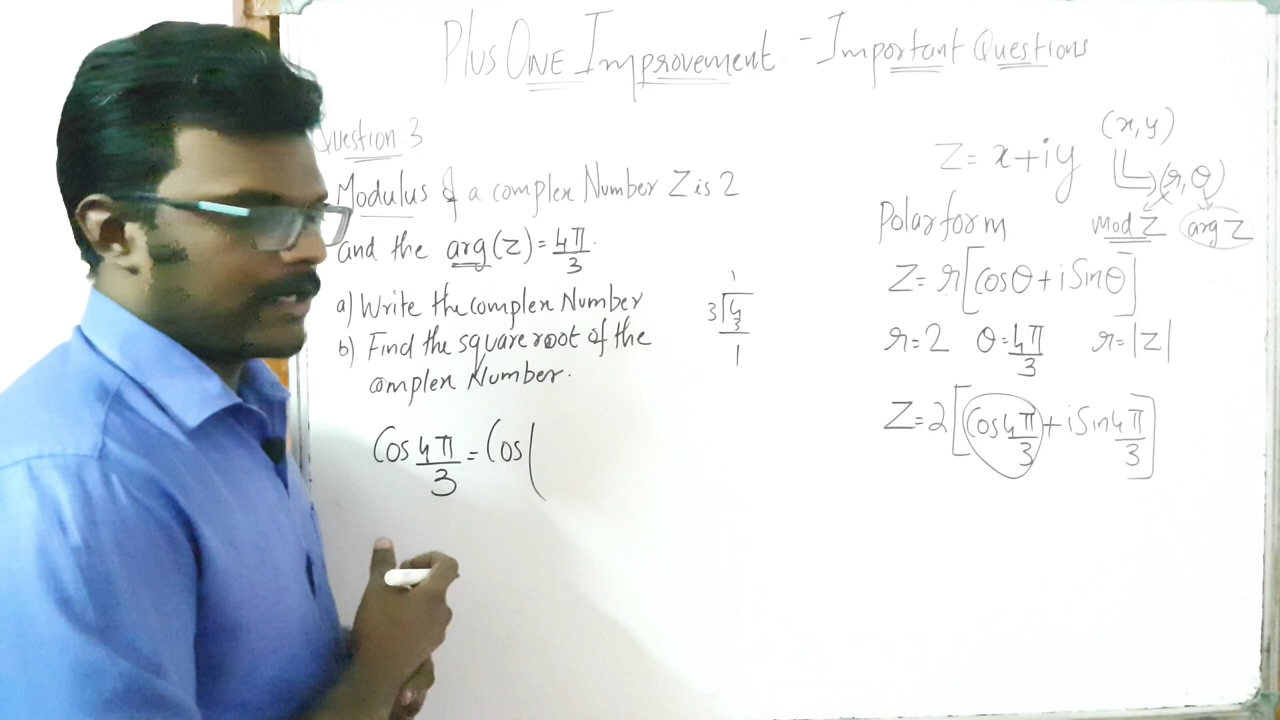 Plus One Improvement - Important Questions
Question 3
Modulus of a complex Number Z is 2
and the arg(z) = 4π/3.
a) Write the complex Number
b) Find the square root of the
complex Number.
Cos 4π/3 = Cos(
1
3 4
3
1
Z = x+iy (x, y)
(r, θ)
Polar form mod Z arg Z
Z = r[Cosθ + i Sinθ]
r = 2 θ = 4π/3 r = |Z|
Z = 2[Cos 4π/3 + i Sin 4π/3]